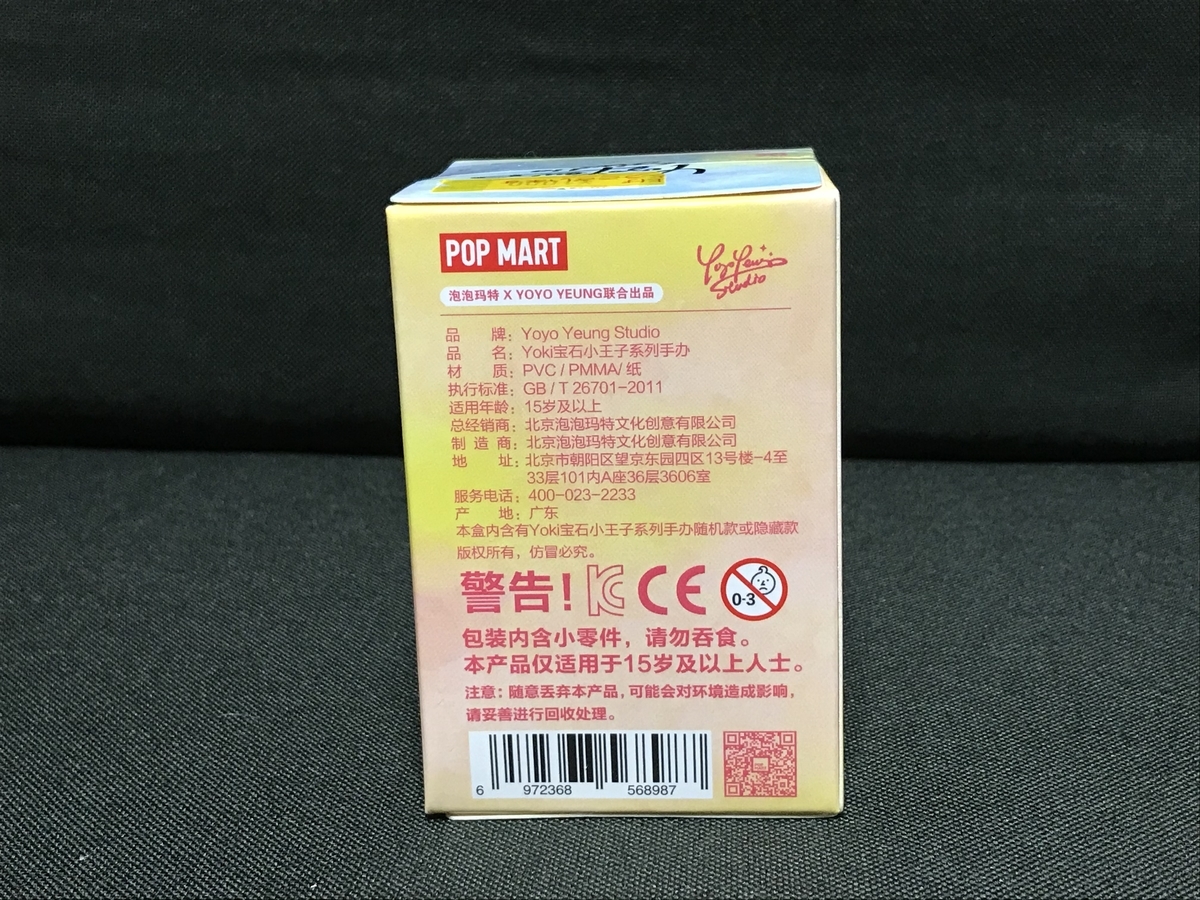 POP MART
Yoyo Yeung
Studio
泡泡玛特 X YOYO YEUNG联合出品
品 牌：Yoyo Yeung Studio
品 名：Yoki宝石小王子系列手办
材 质：PVC / PMMA/ 纸
执行标准：GB / T 26701-2011
适用年龄：15岁及以上
总经销商：北京泡泡玛特文化创意有限公司
制 造 商：北京泡泡玛特文化创意有限公司
地 址：北京市朝阳区望京东园四区13号楼-4至
33层101内A座36层3606室
服务电话：400-023-2233
产 地：广东
本盒内含有Yoki宝石小王子系列手办随机款或隐藏款
版权所有，仿冒必究。
警告！ KC CE 0-3
包装内含小零件，请勿吞食。
本产品仅适用于15岁及以上人士。
注意：随意丢弃本产品，可能会对环境造成影响，
请妥善进行回收处理。
6 972368 568987